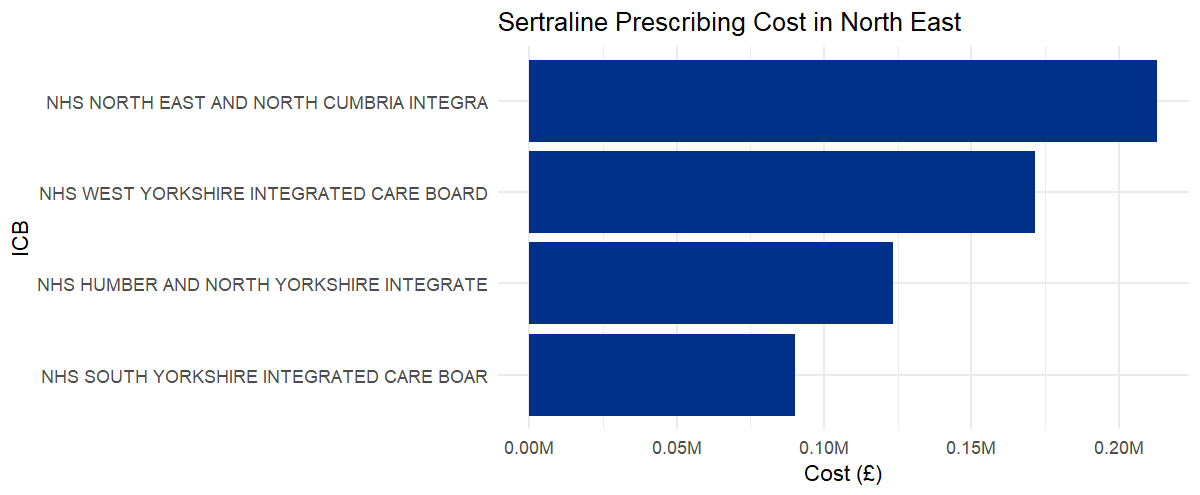 Sertraline Prescribing Cost in North East
ICB
NHS NORTH EAST AND NORTH CUMBRIA INTEGRA
NHS WEST YORKSHIRE INTEGRATED CARE BOARD
NHS HUMBER AND NORTH YORKSHIRE INTEGRATE
NHS SOUTH YORKSHIRE INTEGRATED CARE BOAR
0.00M 0.05M 0.10M 0.15M 0.20M
Cost (£)